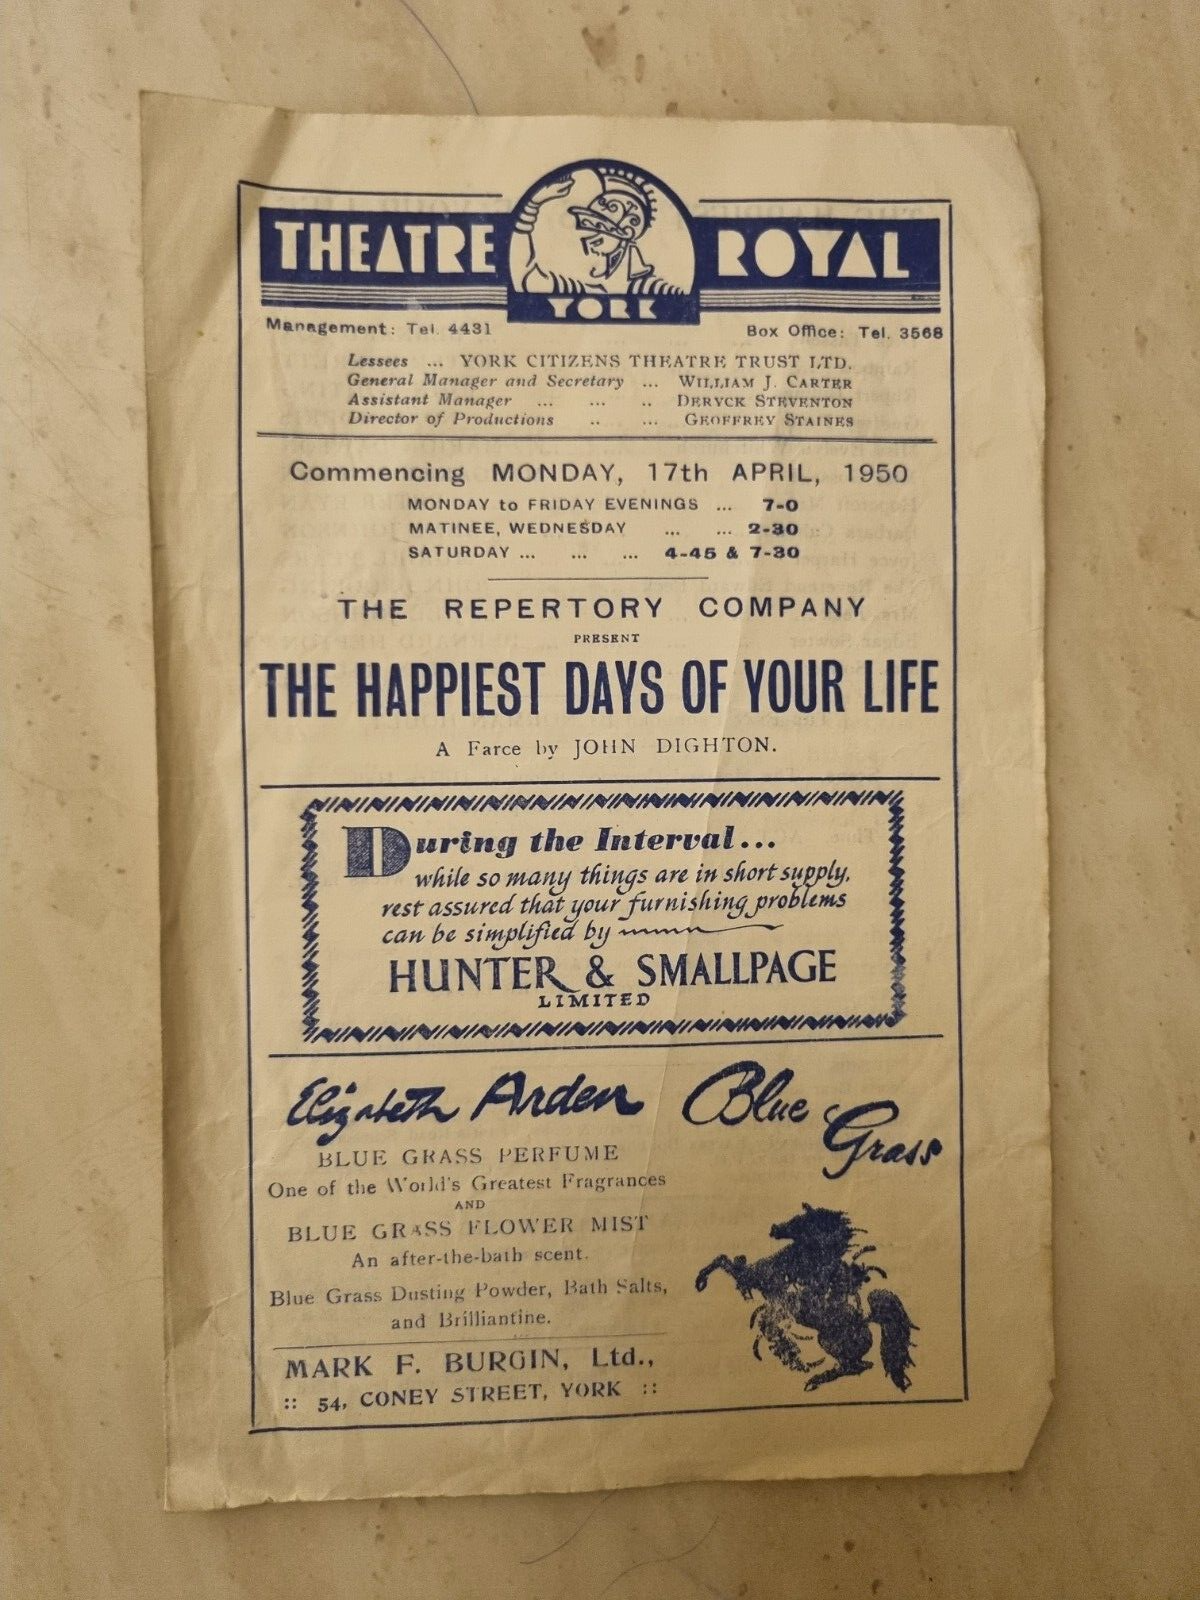 THEATRE ROYAL
YORK
Management: Tel. 4431 Box Office: Tel. 3568
Lessees ... YORK CITIZENS THEATRE TRUST LTD.
General Manager and Secretary ... WILLIAM J. CARTER
Assistant Manager ... ... .. DERYCK STEVENTON
Director of Productions .. ... GEOFFREY STAINES
Commencing MONDAY, 17th APRIL, 1950
MONDAY to FRIDAY EVENINGS ... 7-0
MATINEE, WEDNESDAY ... ... 2-30
SATURDAY ... ... ... 4-45 & 7-30
THE REPERTORY COMPANY
PRESENT
THE HAPPIEST DAYS OF YOUR LIFE
A Farce by JOHN DIGHTON.
During the Interval...
while so many things are in short supply,
rest assured that your furnishing problems
can be simplified by
HUNTER & SMALLPAGE
LIMITED
Elizabeth Arden Blue Grass
BLUE GRASS PERFUME
One of the World's Greatest Fragrances
AND
BLUE GRASS FLOWER MIST
An after-the-bath scent.
Blue Grass Dusting Powder, Bath Salts,
and Brilliantine.
MARK F. BURGIN, Ltd.,
:: 54, CONEY STREET, YORK ::